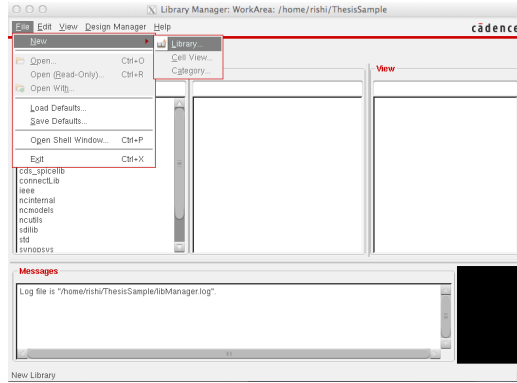 Library Manager: WorkArea: /home/rishi/ThesisSample
File Edit View Design Manager Help
cādence
New
Library...
Open... Ctrl+O
Cell View...
Open (Read-Only)... Ctrl+R
Category...
Open With...
View
Load Defaults...
Save Defaults...
Open Shell Window... Ctrl+P
Exit Ctrl+X
cds_spicelib
connectLib
ieee
ncinternal
ncmodels
ncutils
sdilib
std
synopsys
Messages
Log file is "/home/rishi/ThesisSample/libManager.log".
New Library